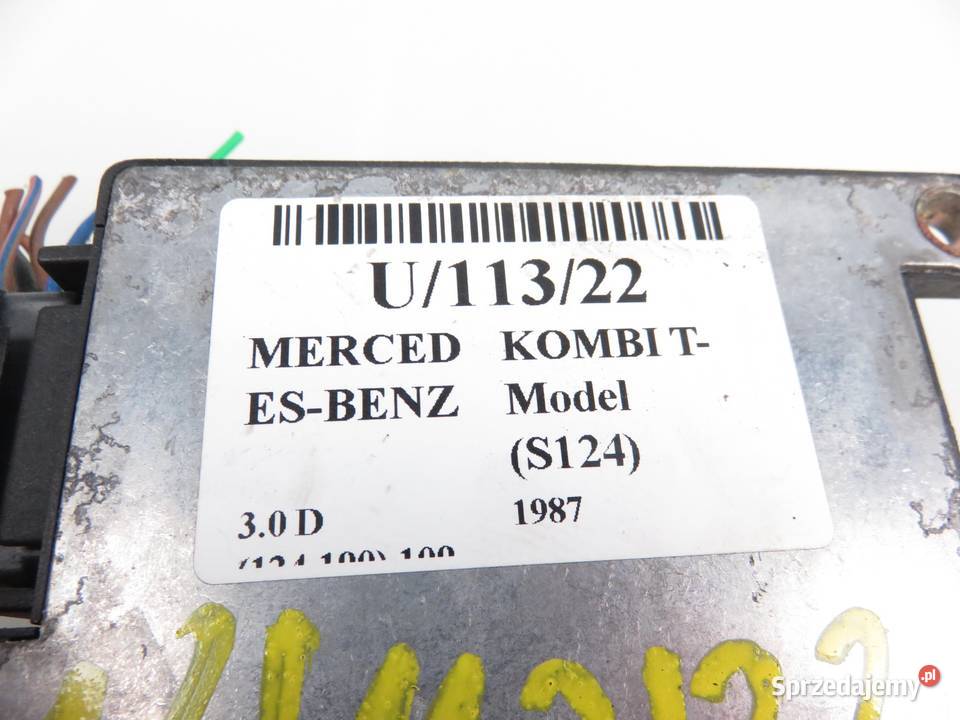 U/113/22
MERCED KOMBI T-
ES-BENZ Model
(S124)
3.0 D 1987
Sprzedajemy.pl